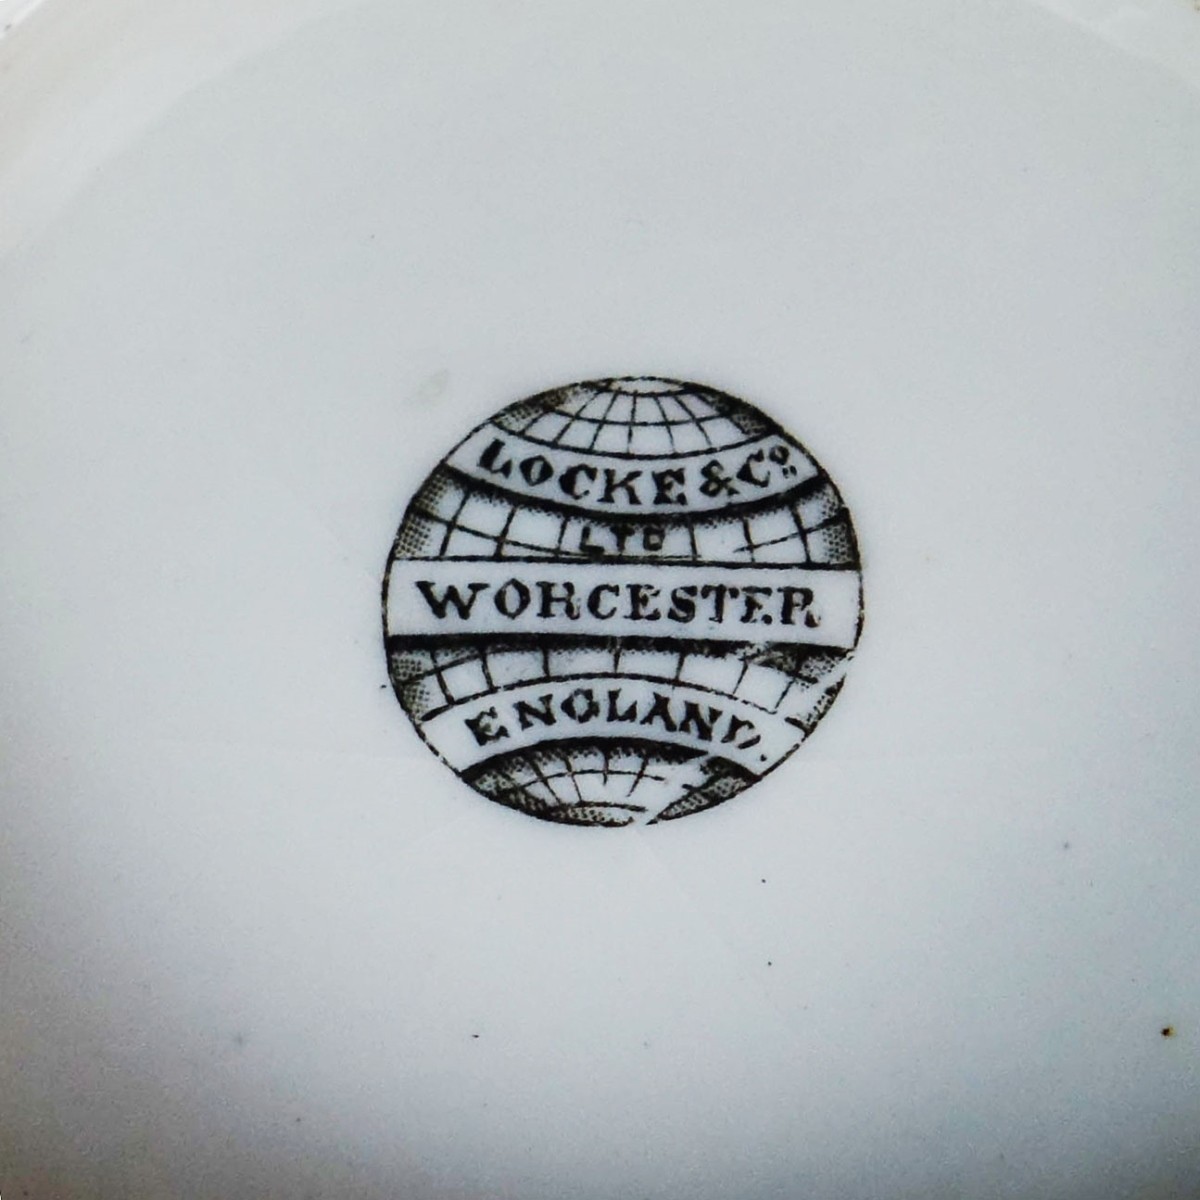 LOCKE & Co.
LTD
WORCESTER
ENGLAND.